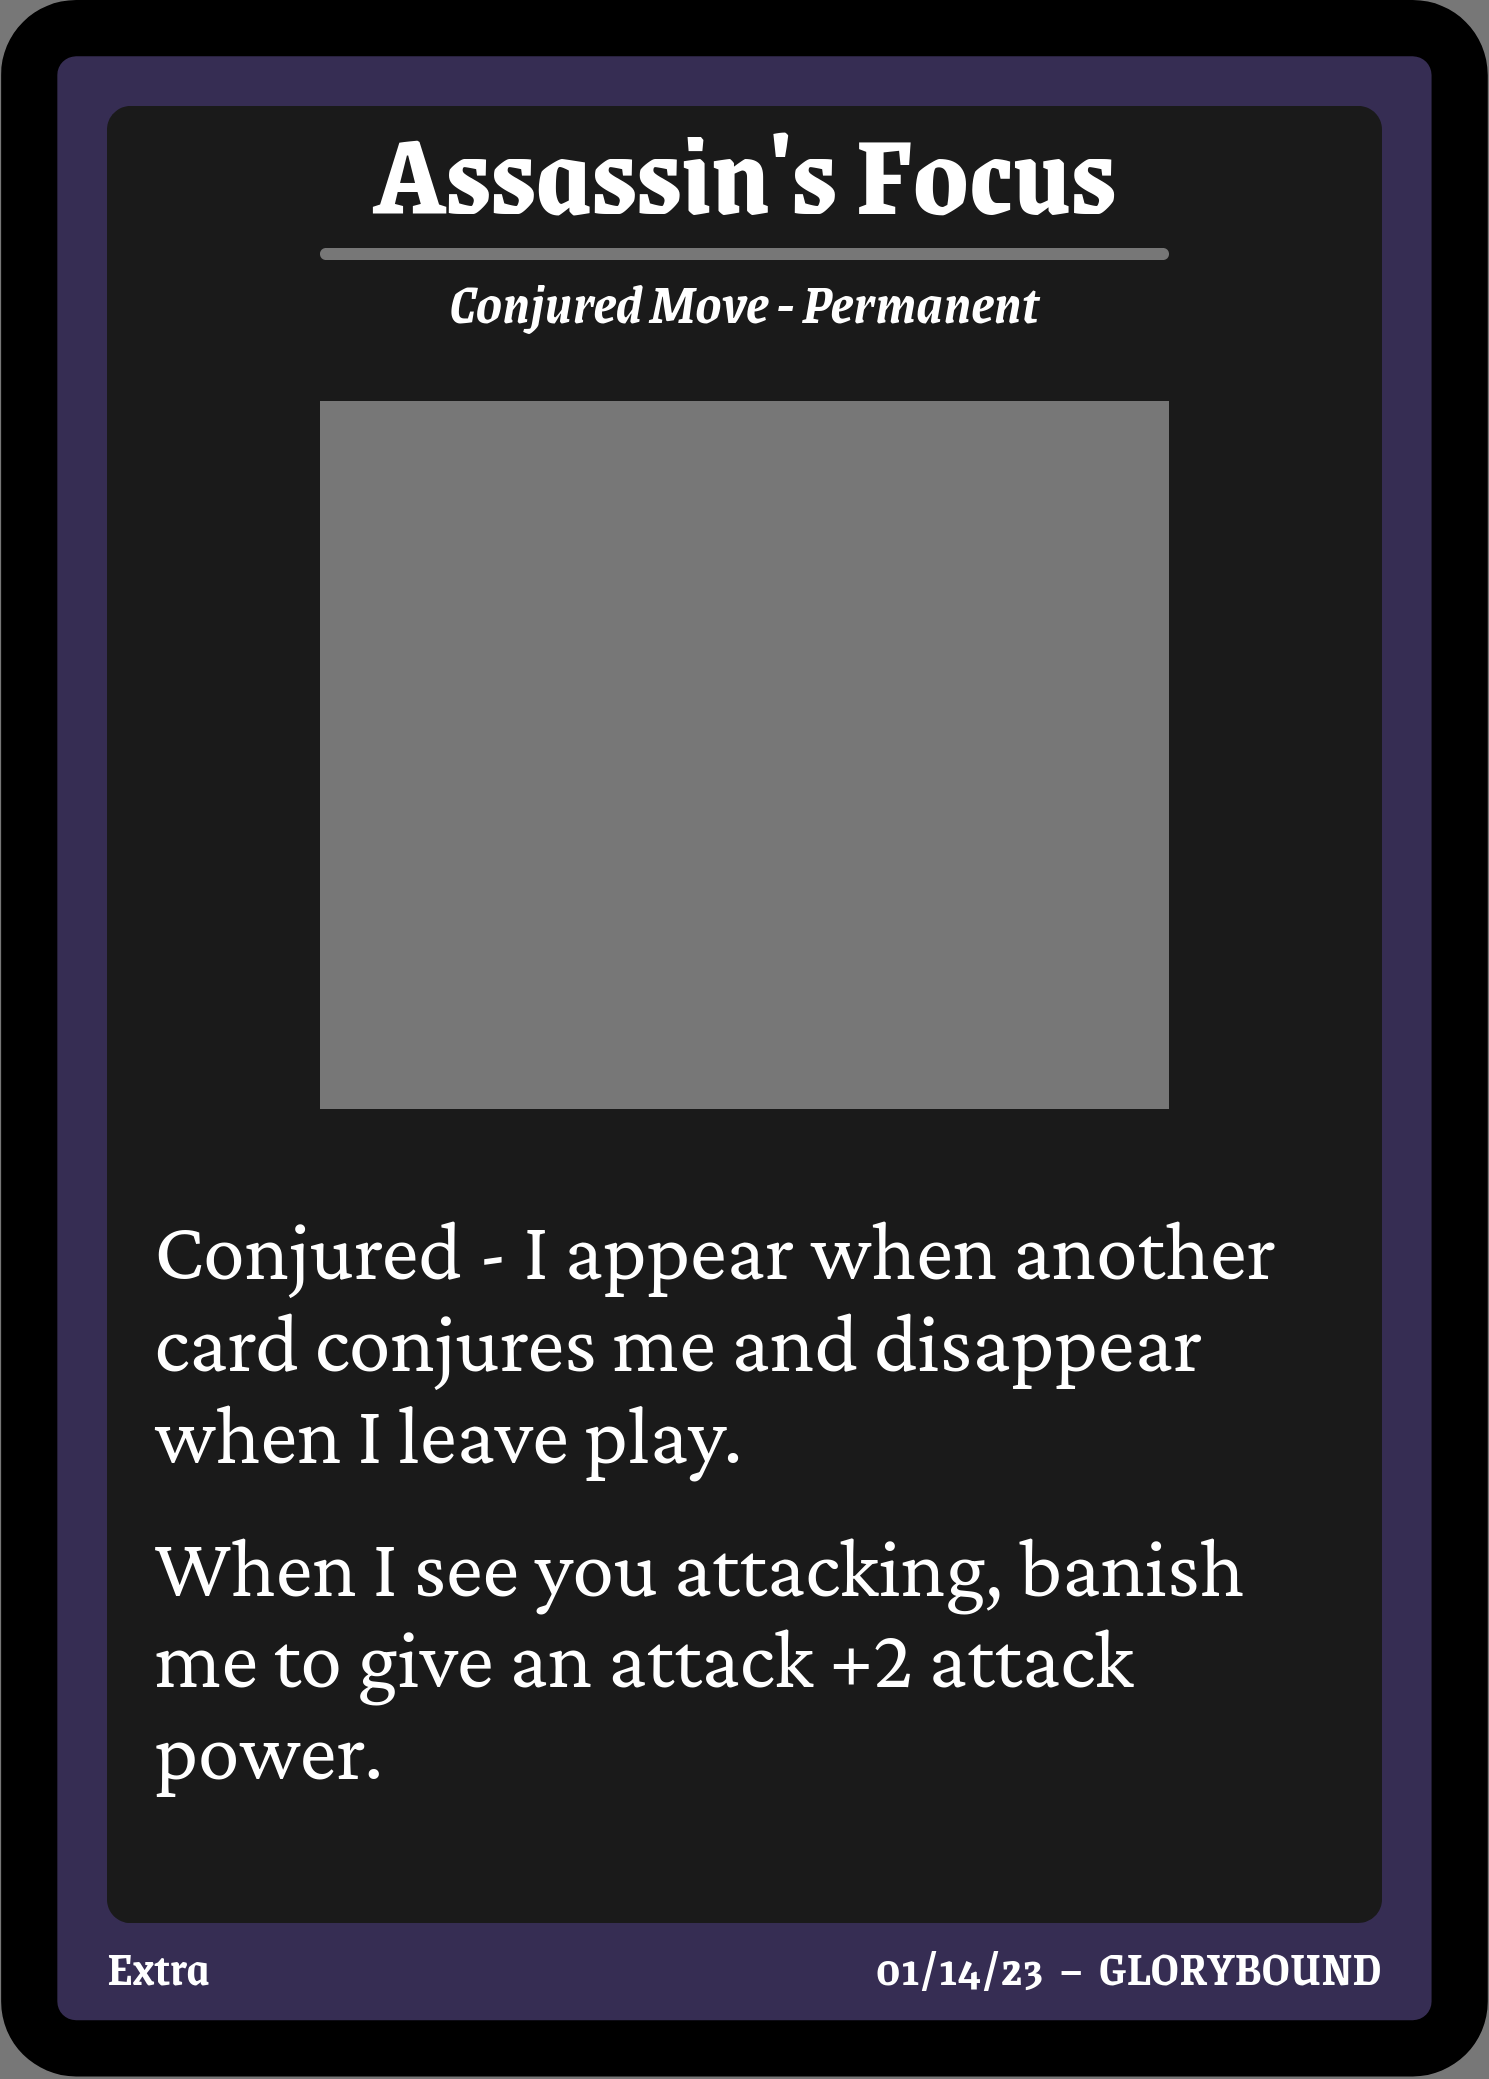 Assassin's Focus
Conjured Move - Permanent
Conjured - I appear when another
card conjures me and disappear
when I leave play.
When I see you attacking, banish
me to give an attack +2 attack
power.
Extra
01/14/23 – GLORYBOUND